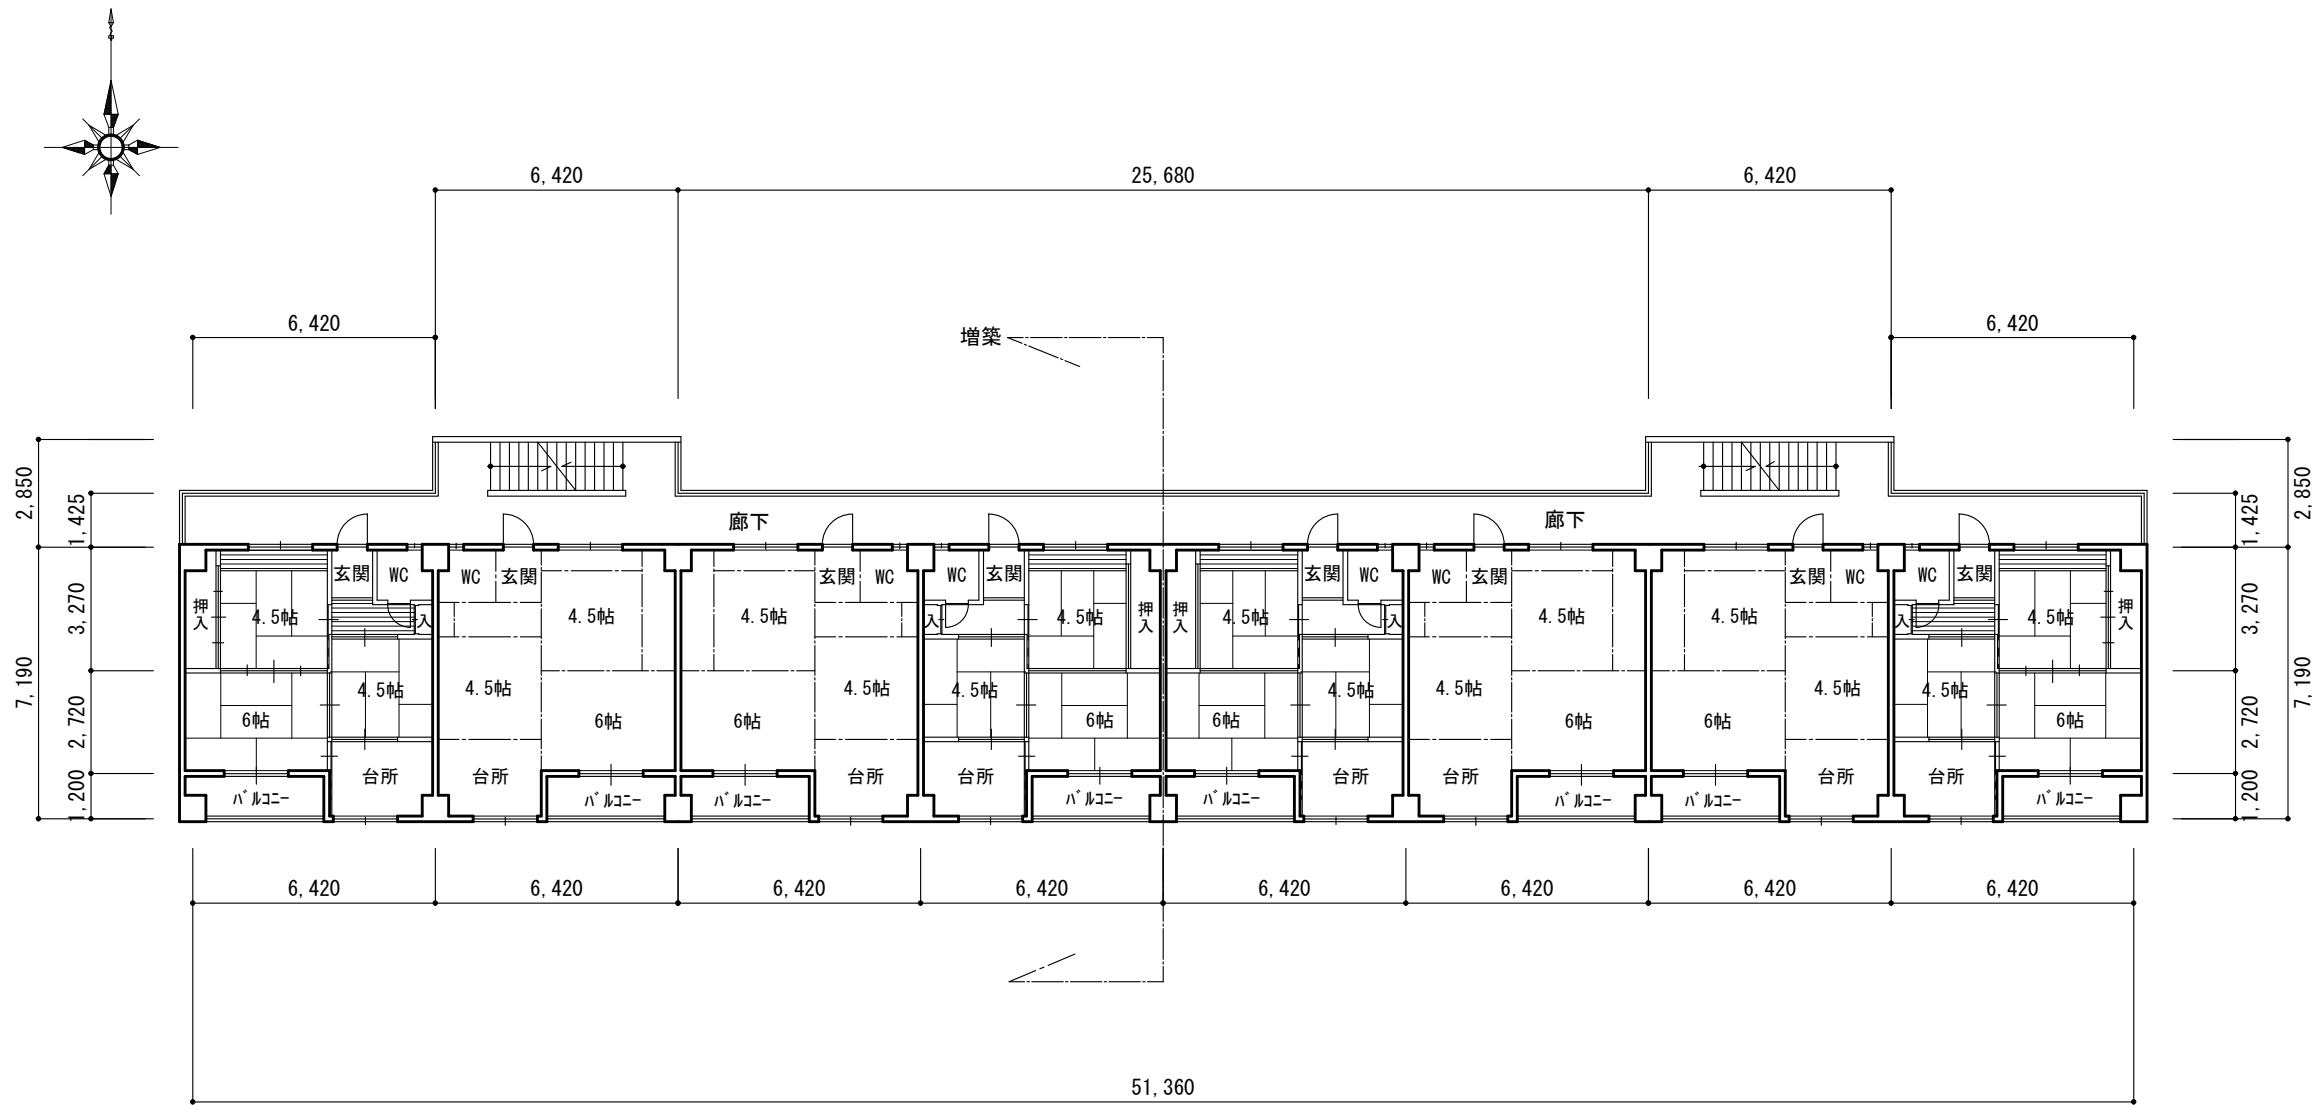 6,420
25,680
6,420
6,420
増築
6,420
2,850
1,425
3,270
7,190
2,720
1,200
廊下
廊下
1,425
2,850
3,270
7,190
2,720
1,200
玄関
WC
WC
玄関
玄関
WC
WC
玄関
玄関
WC
WC
玄関
玄関
WC
WC
玄関
押入
4.5帖
入
4.5帖
4.5帖
入
4.5帖
押入
押入
4.5帖
入
4.5帖
4.5帖
入
4.5帖
押入
4.5帖
4.5帖
4.5帖
4.5帖
4.5帖
4.5帖
4.5帖
4.5帖
6帖
6帖
6帖
6帖
6帖
6帖
6帖
6帖
台所
台所
台所
台所
台所
台所
台所
台所
バルコニー
バルコニー
バルコニー
バルコニー
バルコニー
バルコニー
バルコニー
バルコニー
6,420
6,420
6,420
6,420
6,420
6,420
6,420
6,420
51,360